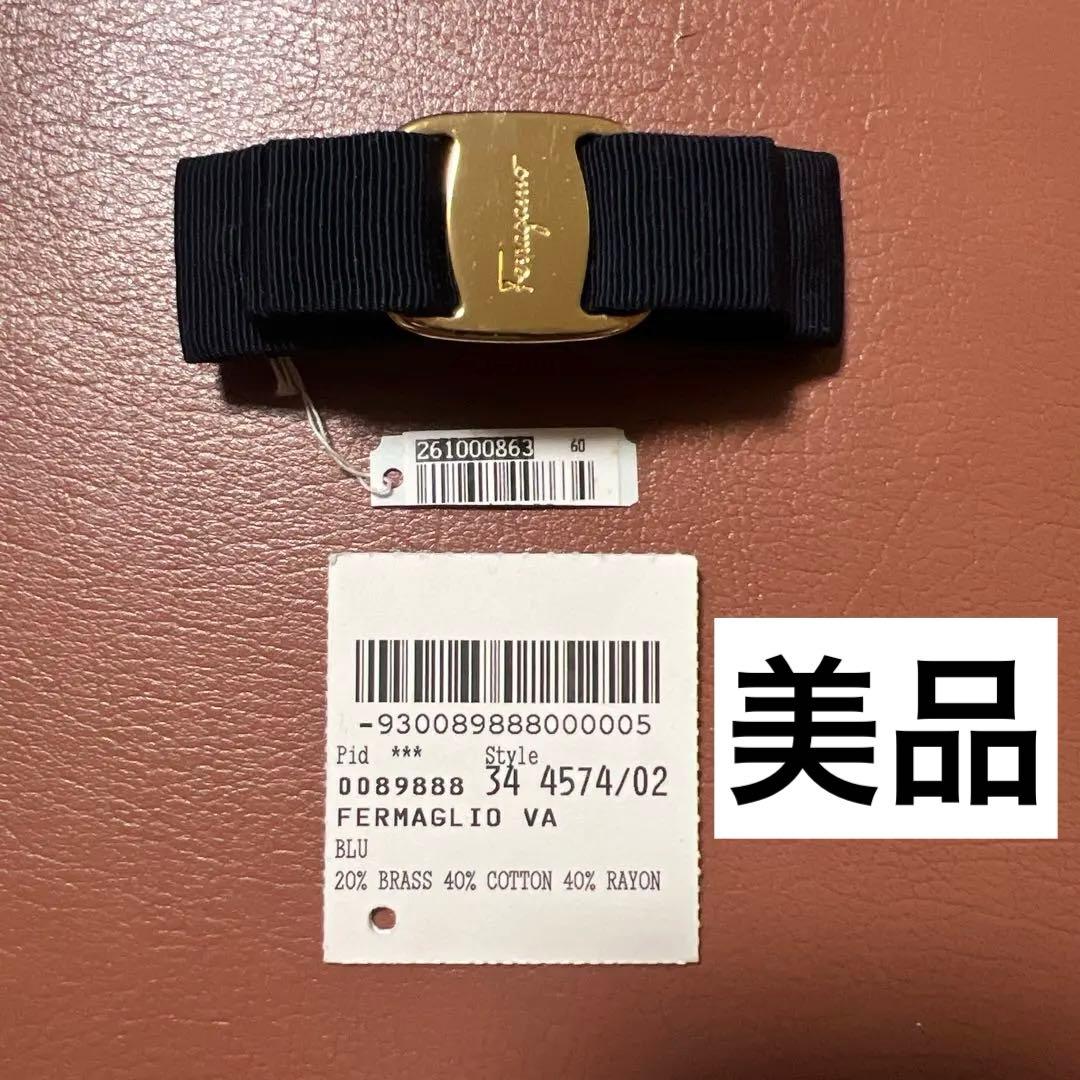 Ferragamo
261000863 60
-930089888000005
Pid *** Style
0089888 34 4574/02
FERMAGLIO VA
BLU
20% BRASS 40% COTTON 40% RAYON
美品